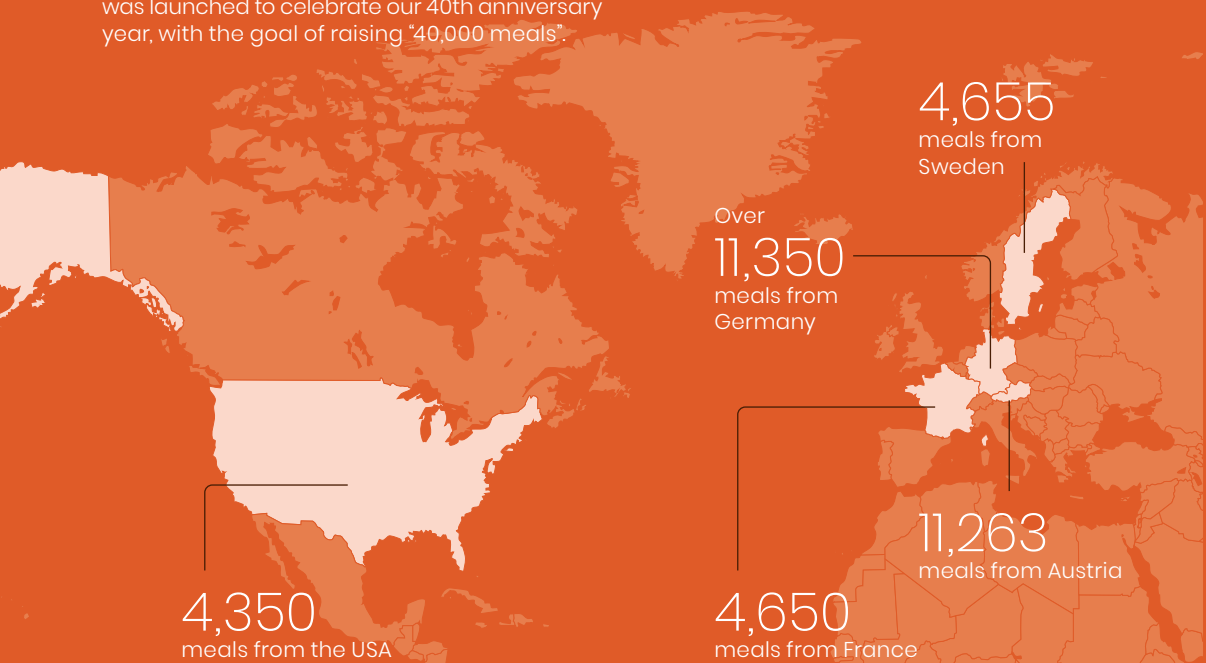 was launched to celebrate our 40th anniversary
year, with the goal of raising “40,000 meals”.
4,655
meals from
Sweden
Over
11,350
meals from
Germany
11,263
meals from Austria
4,350
meals from the USA
4,650
meals from France